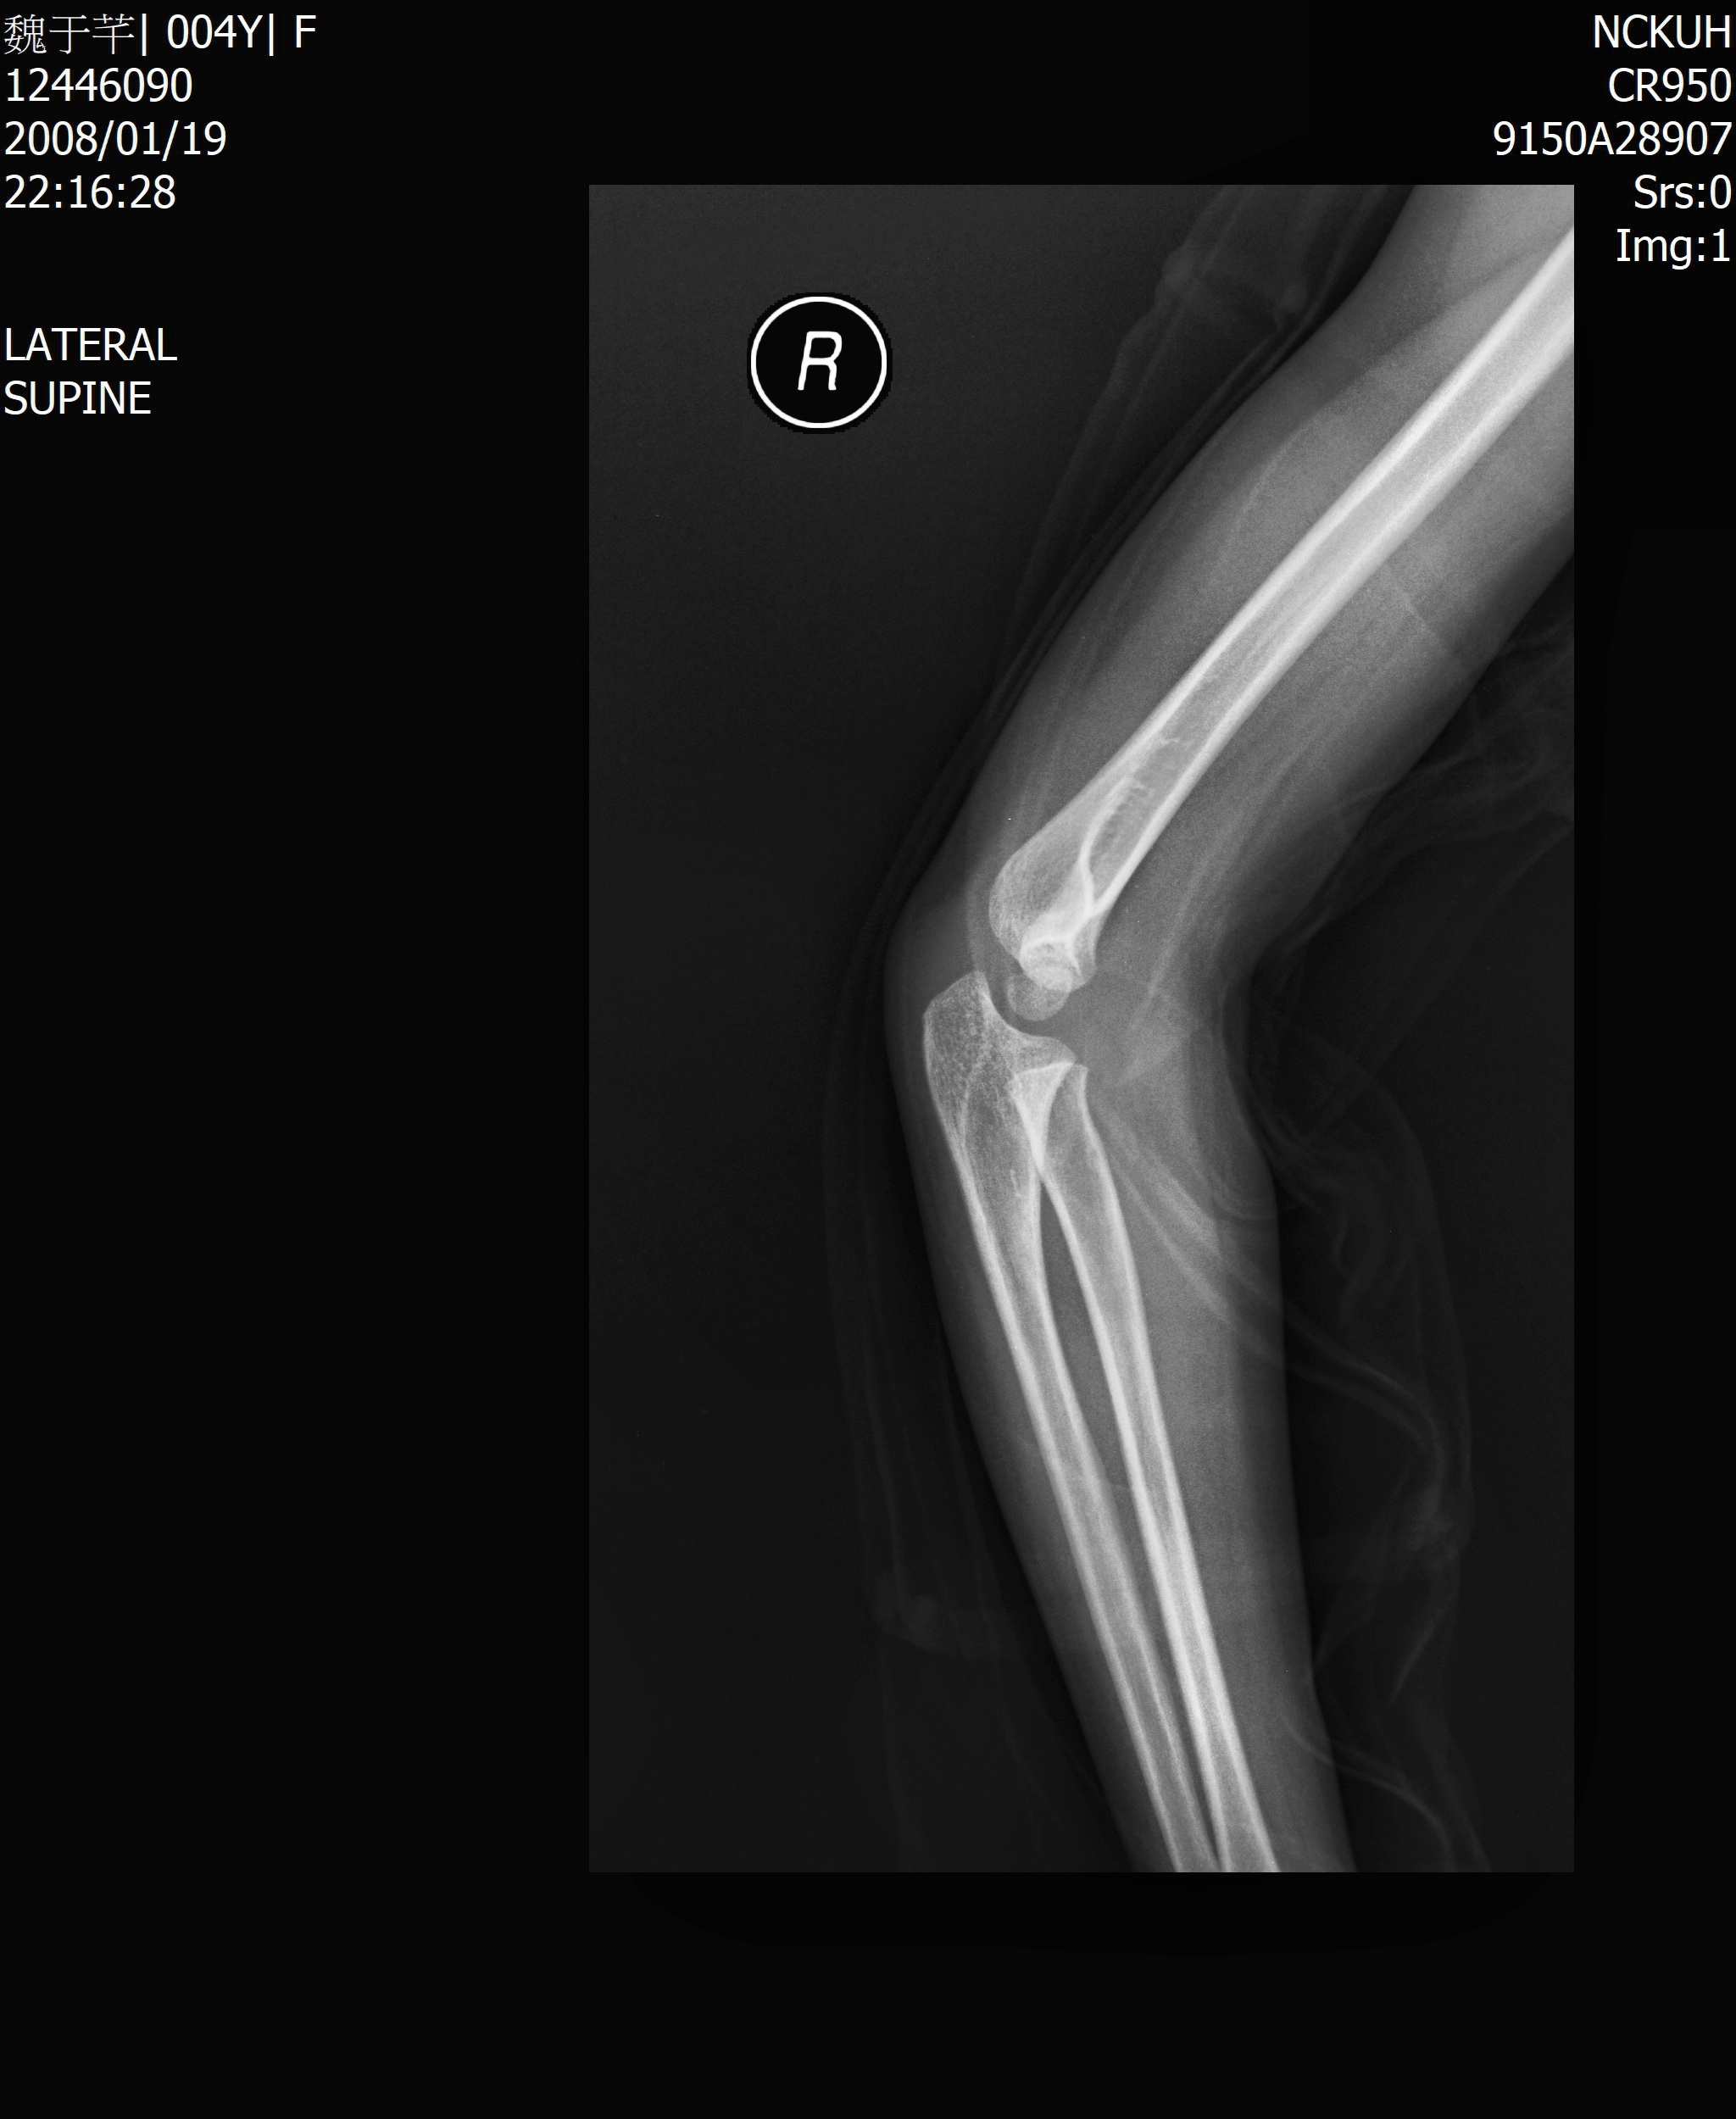 魏于芊| 004Y| F
12446090
2008/01/19
22:16:28
LATERAL
SUPINE
NCKUH
CR950
9150A28907
Srs:0
Img:1
R